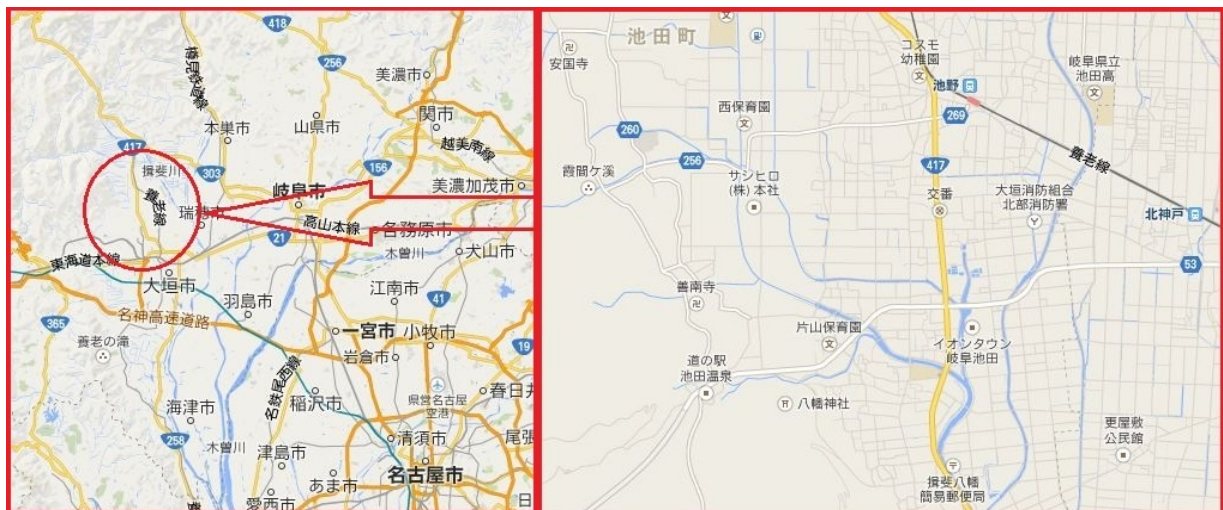 418
樽見鉄道線
256
美濃市
関市
本巣市
山県市
越美南線
417
揖斐川
303
156
養老線
瑞穂市
岐阜市
美濃加茂市
高山本線
各務原市
21
東海道本線
木曽川
犬山市
大垣市
羽島市
江南市
41
名神高速道路
365
一宮市
小牧市
19
養老の滝
岩倉市
名鉄尾西線
春日井
県営名古屋
空港
海津市
稲沢市
258
木曽川
清須市
尾張
津島市
あま市
名古屋市
愛西市
日
養老
池田町
安国寺
コスモ
幼稚園
池野
岐阜県立
池田高
西保育園
269
260
256
417
養老線
霞間ケ溪
サシヒロ
(株)本社
交番
大垣消防組合
北部消防署
北神戸
53
善南寺
片山保育園
イオンタウン
岐阜池田
道の駅
池田温泉
八幡神社
更屋敷
公民館
揖斐八幡
簡易郵便局